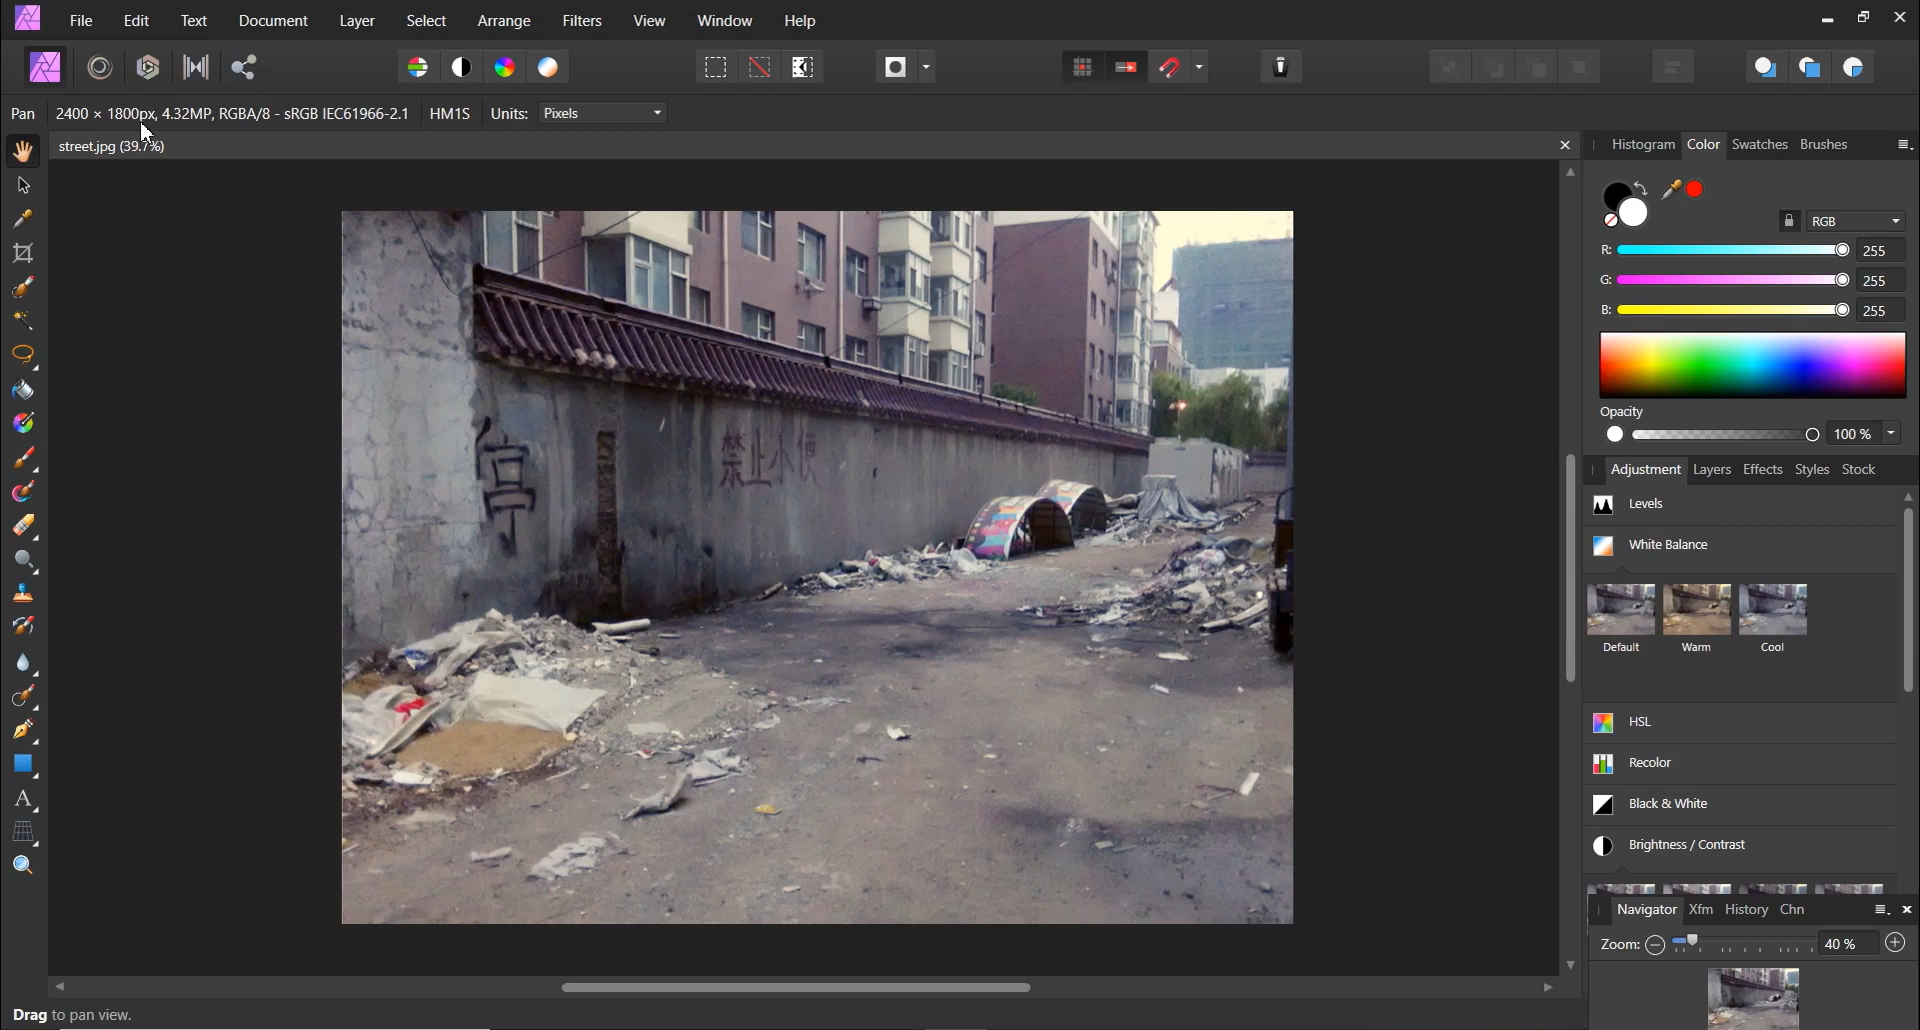 File Edit Text Document Layer Select Arrange Filters View Window Help
Pan 2400 × 1800px, 4.32MP, RGBA/8 - sRGB IEC61966-2.1 HM1S Units: Pixels
street.jpg (39.7%)
Histogram Color Swatches Brushes
RGB
R: 255
G: 255
B: 255
Opacity
100 %
Adjustment Layers Effects Styles Stock
Levels
White Balance
Default Warm Cool
HSL
Recolor
Black & White
Brightness / Contrast
Navigator Xfm History Chn
Zoom: 40 %
禁止小便
Drag to pan view.